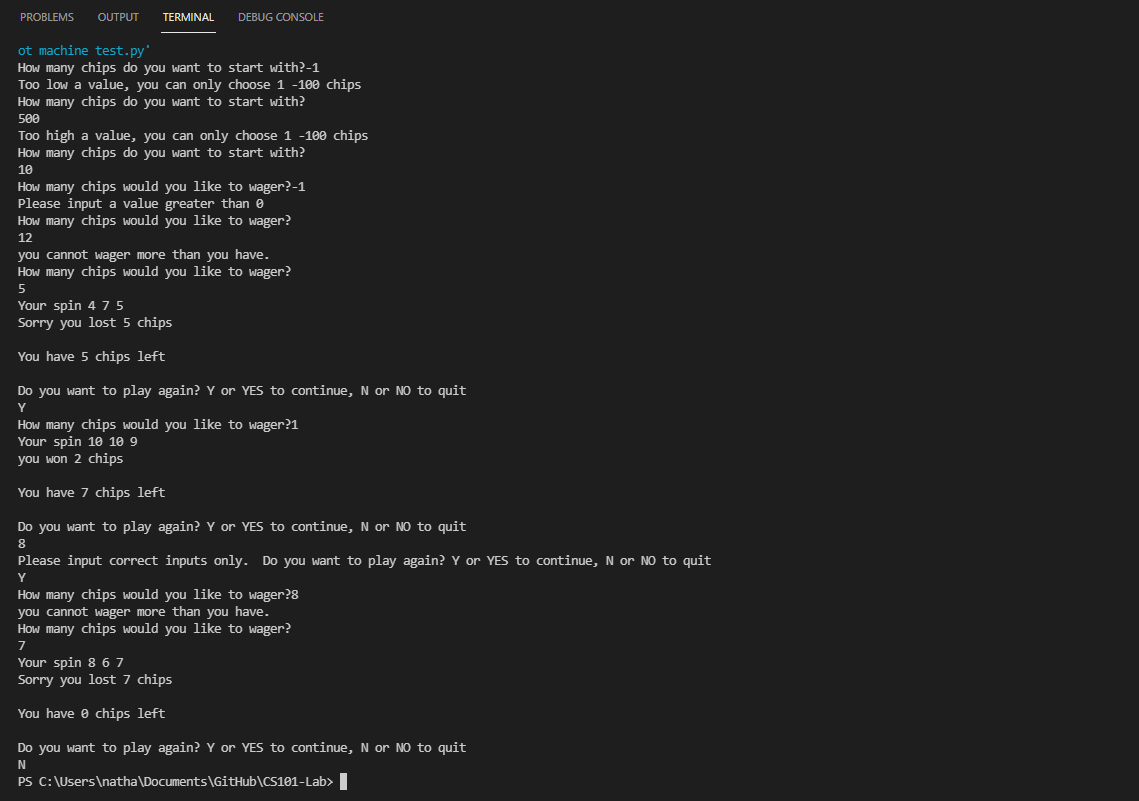 PROBLEMS OUTPUT TERMINAL DEBUG CONSOLE
ot machine test.py'
How many chips do you want to start with?-1
Too low a value, you can only choose 1 -100 chips
How many chips do you want to start with?
500
Too high a value, you can only choose 1 -100 chips
How many chips do you want to start with?
10
How many chips would you like to wager?-1
Please input a value greater than 0
How many chips would you like to wager?
12
you cannot wager more than you have.
How many chips would you like to wager?
5
Your spin 4 7 5
Sorry you lost 5 chips
You have 5 chips left
Do you want to play again? Y or YES to continue, N or NO to quit
Y
How many chips would you like to wager?1
Your spin 10 10 9
you won 2 chips
You have 7 chips left
Do you want to play again? Y or YES to continue, N or NO to quit
8
Please input correct inputs only.  Do you want to play again? Y or YES to continue, N or NO to quit
Y
How many chips would you like to wager?8
you cannot wager more than you have.
How many chips would you like to wager?
7
Your spin 8 6 7
Sorry you lost 7 chips
You have 0 chips left
Do you want to play again? Y or YES to continue, N or NO to quit
N
PS C:\Users\natha\Documents\GitHub\CS101-Lab>